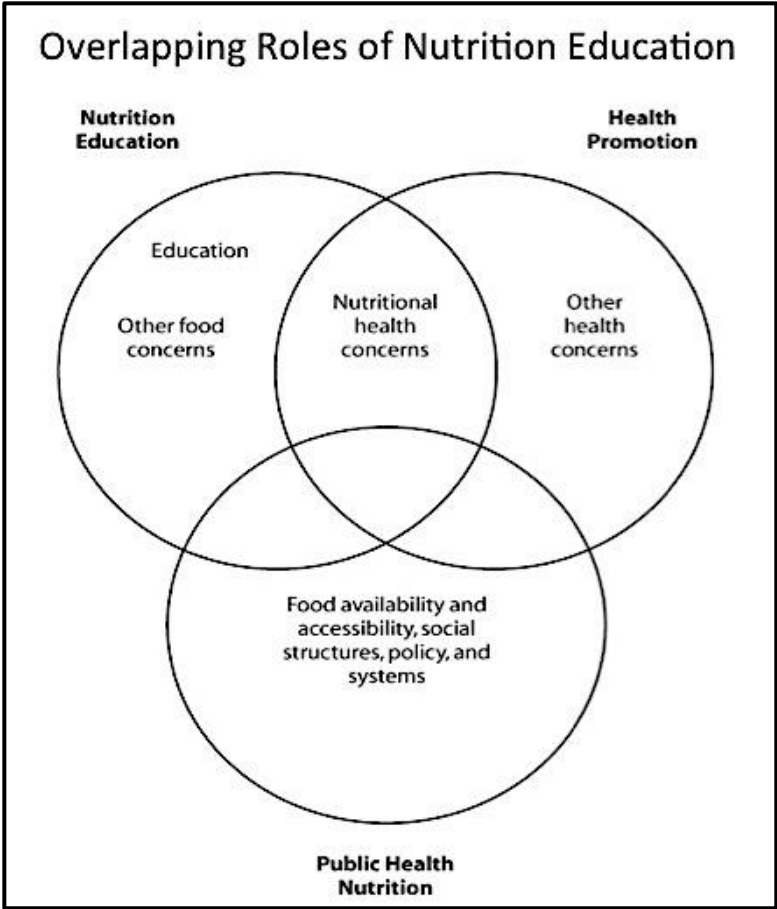 Overlapping Roles of Nutrition Education
Nutrition
Education
Health
Promotion
Education
Other food
concerns
Nutritional
health
concerns
Other
health
concerns
Food availability and
accessibility, social
structures, policy, and
systems
Public Health
Nutrition